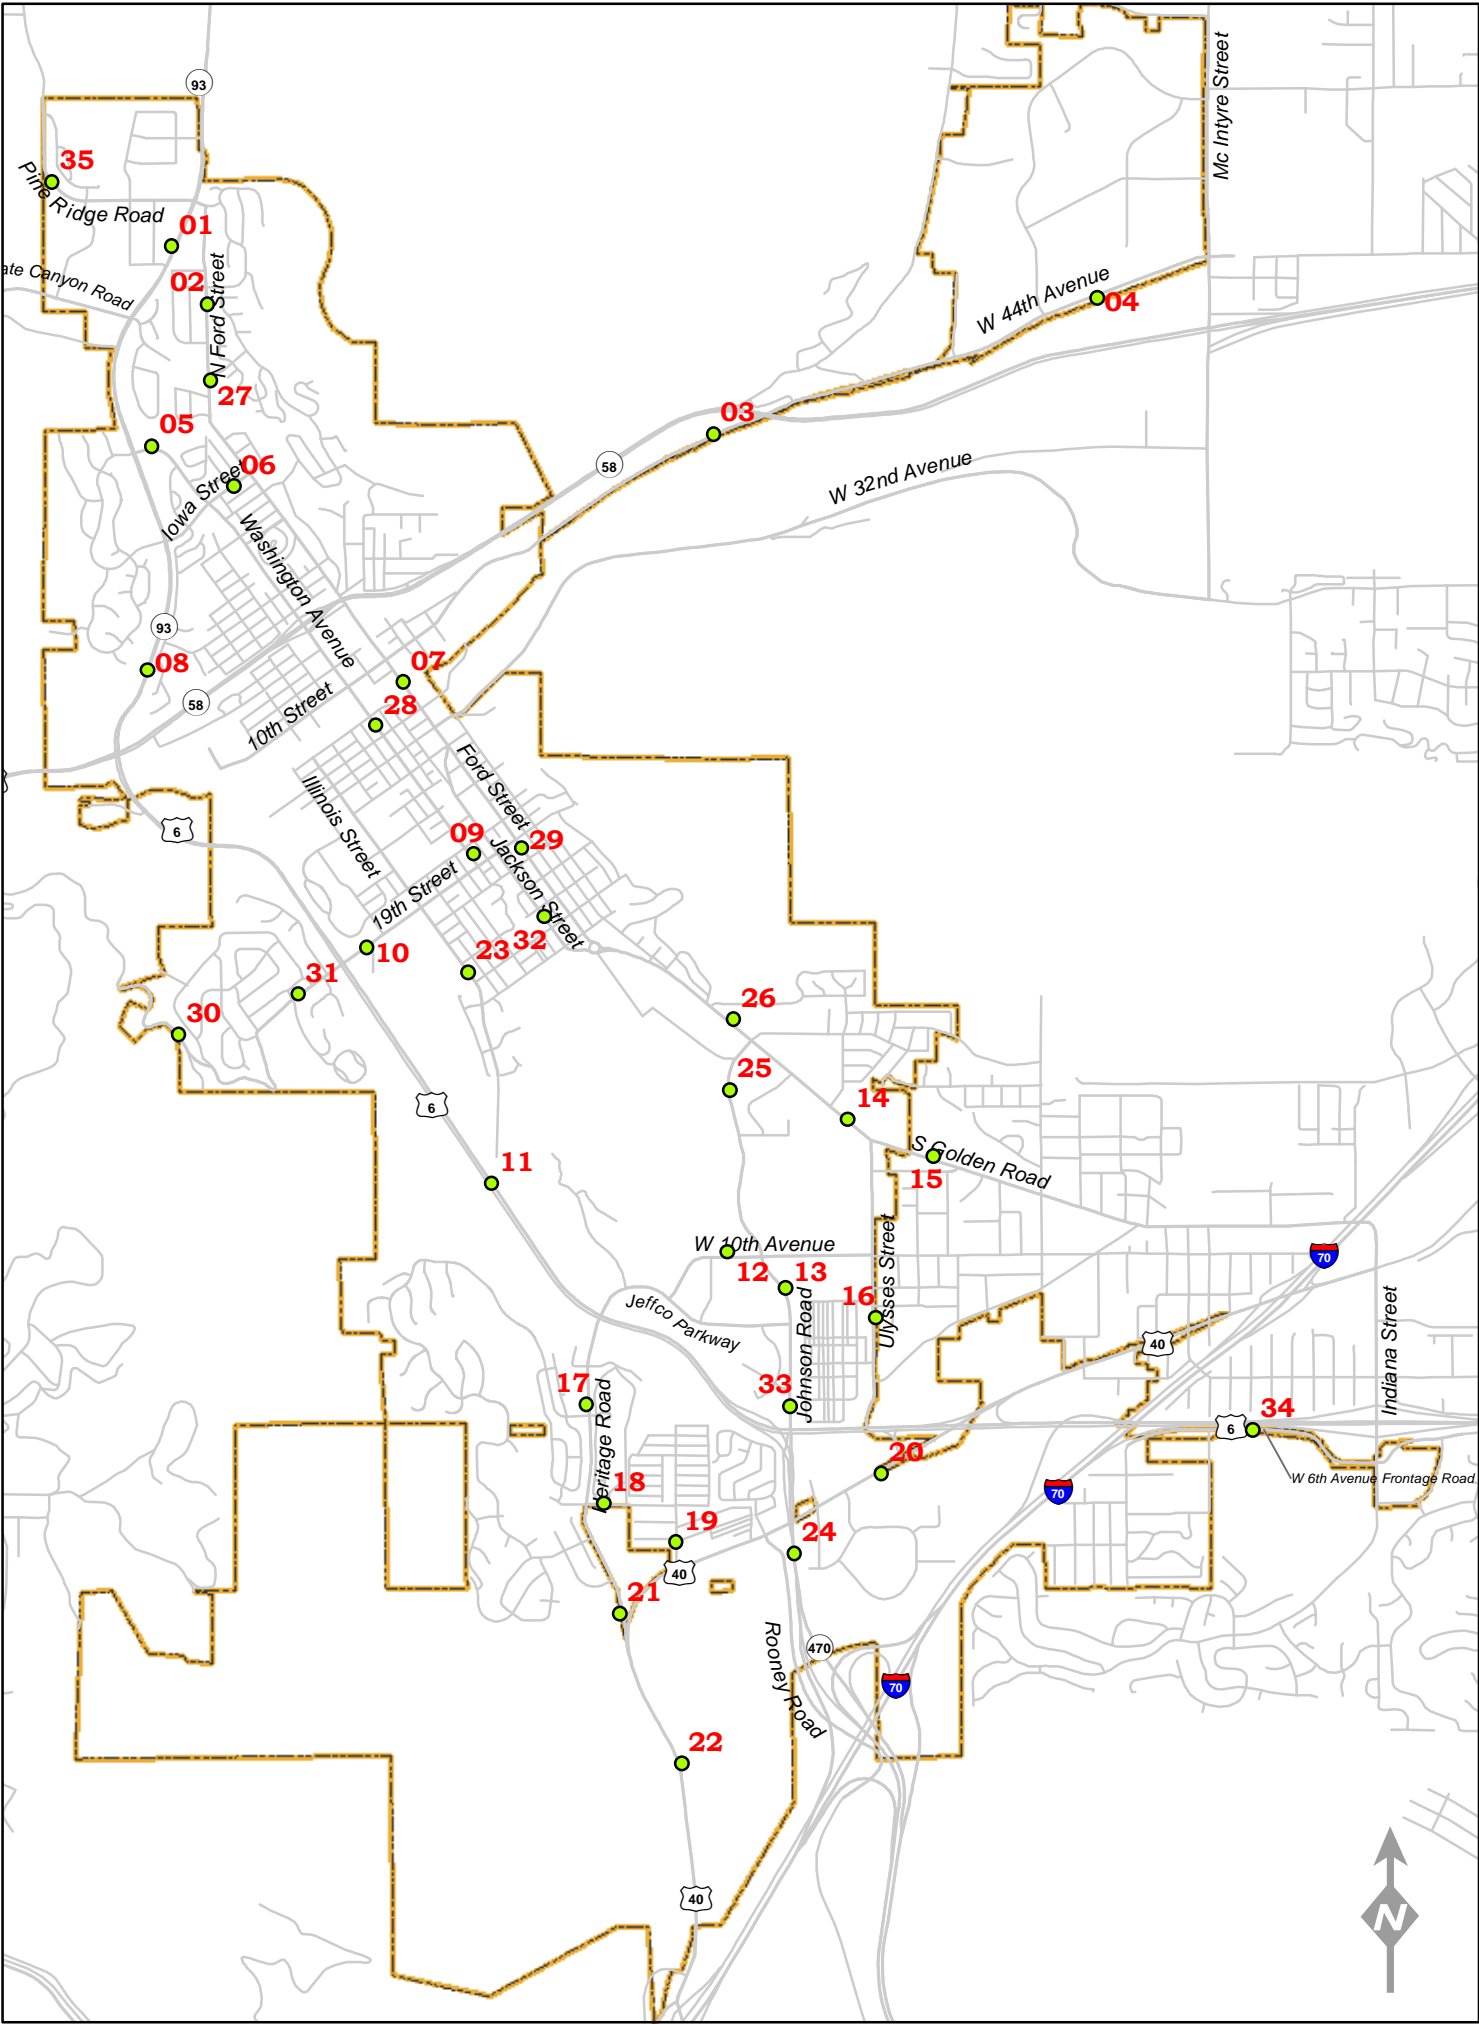 93
Mc Intyre Street
35
Pine Ridge Road
01
ate Canyon Road
02
N Ford Street
W 44th Avenue
04
27
03
05
06
58
W 32nd Avenue
Iowa Street
Washington Avenue
93
08
07
58
28
10th Street
Ford Street
Illinois Street
6
09
29
Jackson Street
19th Street
32
10
23
31
30
26
25
6
14
11
S Golden Road
15
W 10th Avenue
12
13
Ulysses Street
70
16
Jeffco Parkway
Johnson Road
40
Indiana Street
17
33
Heritage Road
34
6
20
W 6th Avenue Frontage Road
18
70
19
24
40
21
Rooney Road
470
70
22
40
N